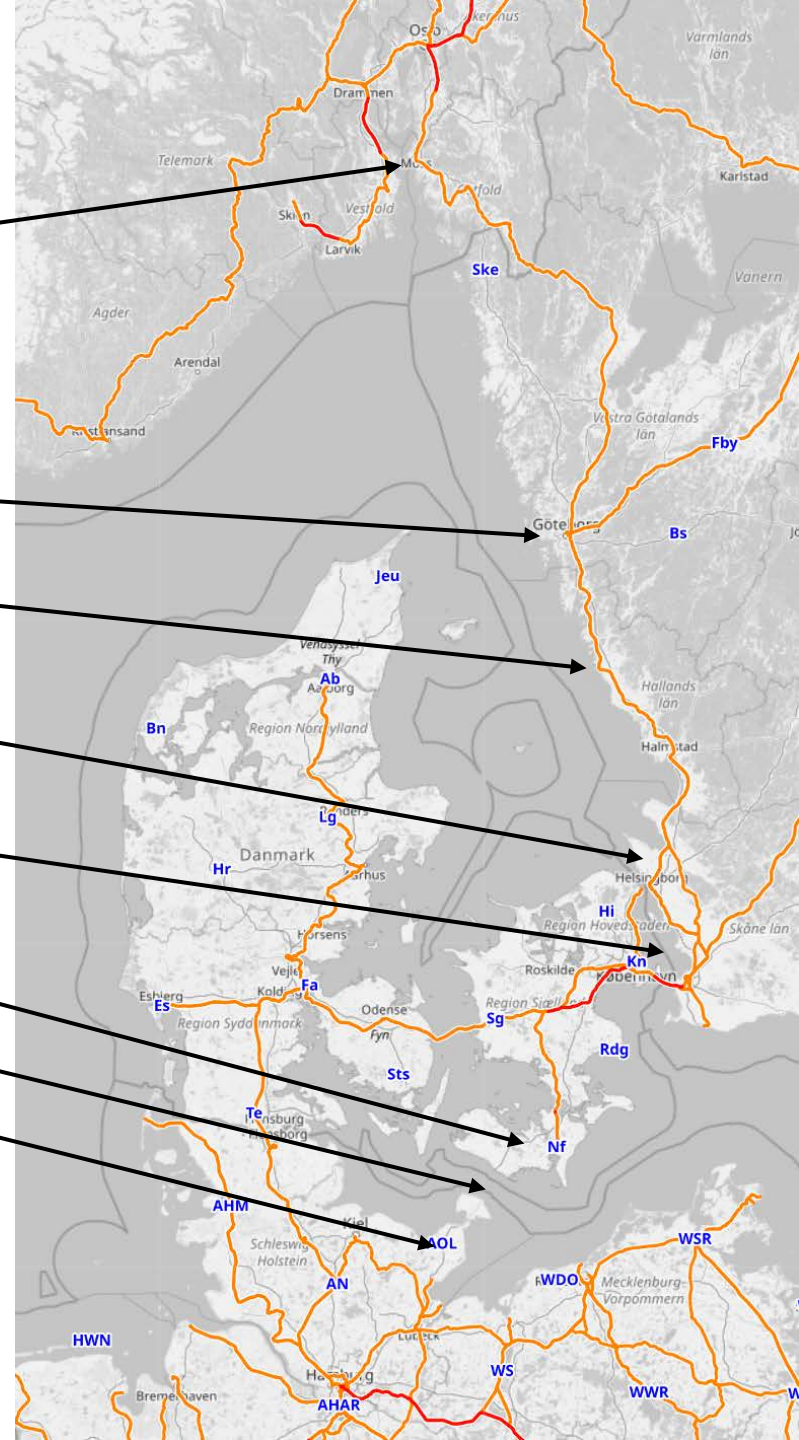 Oslo
Akershus
Värmlands
län
Drammen
Telemark
Moss
Karlstad
Østfold
Vestfold
Skien
Larvik
Ske
Vänern
Agder
Arendal
Västra Götalands
län
Kristiansand
Fby
Göteborg
Bs
Jeu
Vendsyssel-
Thy
Ab
Aalborg
Hallands
län
Bn
Region Nordjylland
Halmstad
Randers
Lg
Danmark
Hr
Aarhus
Helsingborg
Hi
Region Hovedstaden
Skåne län
Horsens
Kn
Roskilde
København
Vejle
Fa
Kolding
Esbjerg
Es
Region Sjælland
Odense
Sg
Region Syddanmark
Fyn
Rdg
Sts
Te
Flensburg
- Flensborg
Nf
AHM
Kiel
AOL
WSR
Schleswig-
Holstein
AN
WDO
Mecklenburg-
Vorpommern
HWN
Lübeck
WS
Hamburg
WWR
Bremerhaven
AHAR